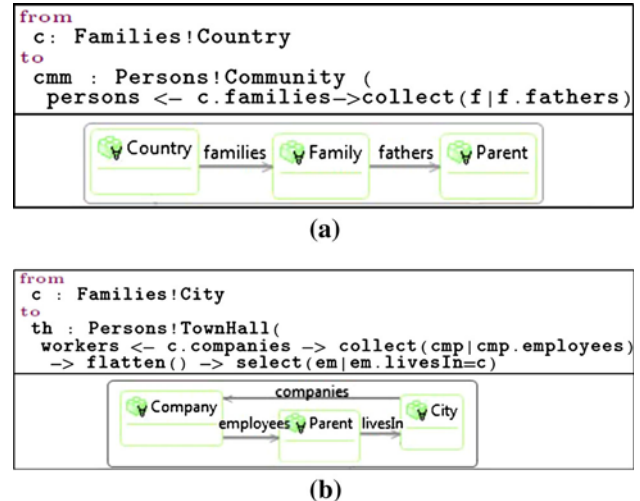 from
c: Families!Country
to
cmm : Persons!Community (
persons <- c.families->collect(f|f.fathers)
Country families Family fathers Parent
(a)
from
c : Families!City
to
th : Persons!TownHall(
workers <- c.companies -> collect(cmp|cmp.employees)
-> flatten() -> select(em|em.livesIn=c)
companies
Company employees Parent livesIn City
(b)